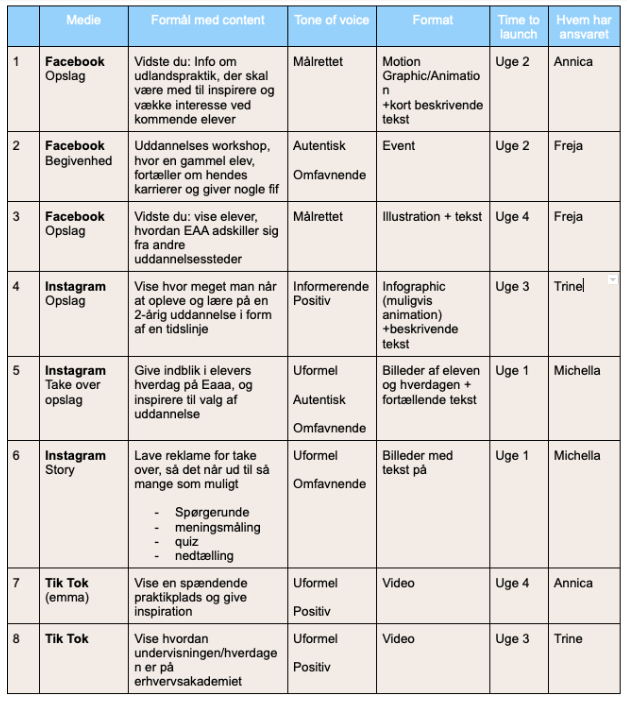 Medie Formål med content Tone of voice Format Time to launch Hvem har ansvaret
1 Facebook Opslag
Vidste du: Info om
udlandspraktik, der skal
være med til inspirere og
vække interesse ved
kommende elever
Målrettet
Motion
Graphic/Animatio
n
+kort beskrivende
tekst
Uge 2
Annica
2 Facebook Begivenhed
Uddannelses workshop,
hvor en gammel elev,
fortæller om hendes
karrierer og giver nogle fif
Autentisk
Omfavnende
Event
Uge 2
Freja
3 Facebook Opslag
Vidste du: vise elever,
hvordan EAA adskiller sig
fra andre
uddannelsessteder
Målrettet
Illustration + tekst
Uge 4
Freja
4 Instagram Opslag
Vise hvor meget man når
at opleve og lære på en
2-årig uddannelse i form
af en tidslinje
Informerende
Positiv
Infographic
(muligvis
animation)
+beskrivende
tekst
Uge 3
Trine
5 Instagram Take over opslag
Give indblik i elevers
hverdag på Eaaa, og
inspirere til valg af
uddannelse
Uformel
Autentisk
Omfavnende
Billeder af eleven
og hverdagen +
fortællende tekst
Uge 1
Michella
6 Instagram Story
Lave reklame for take
over, så det når ud til så
mange som muligt
- Spørgerunde
- meningsmåling
- quiz
- nedtælling
Uformel
Omfavnende
Billeder med
tekst på
Uge 1
Michella
7 Tik Tok (emma)
Vise en spændende
praktikplads og give
inspiration
Uformel
Positiv
Video
Uge 4
Annica
8 Tik Tok
Vise hvordan
undervisningen/hverdage
n er på
erhvervsakademiet
Uformel
Positiv
Video
Uge 3
Trine